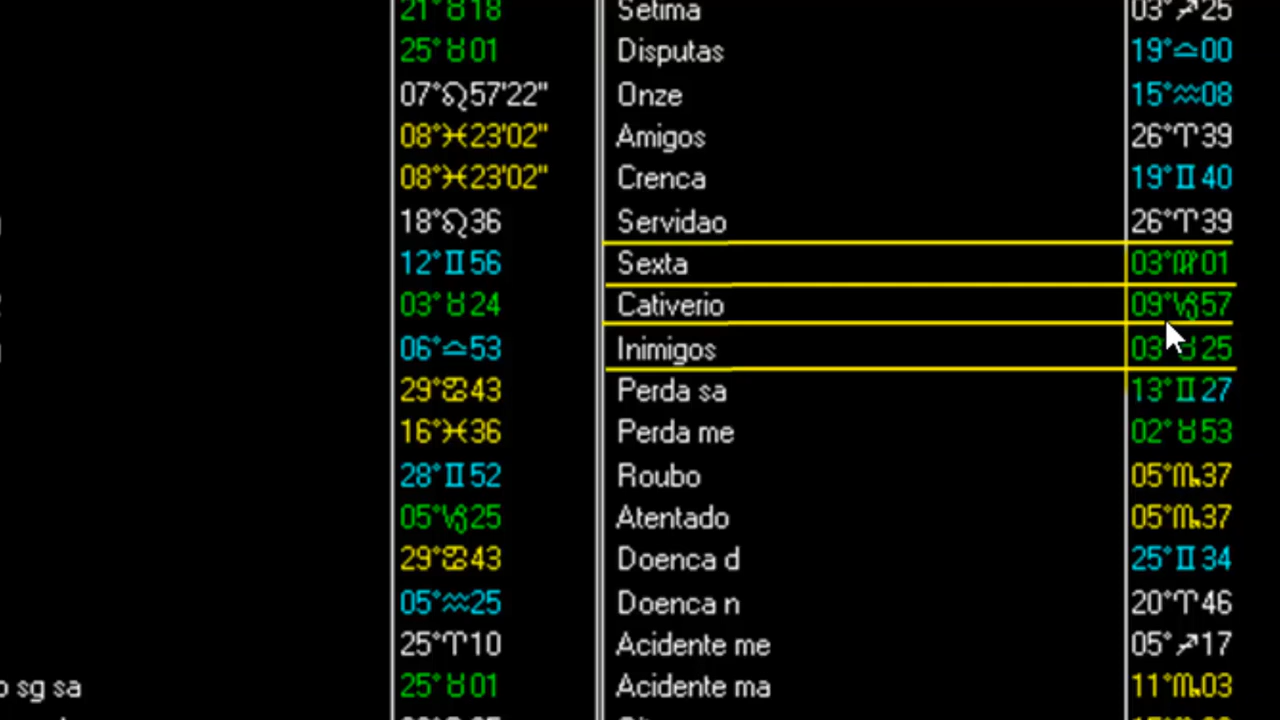 21°♉18 Setima 03°♐25
25°♉01 Disputas 19°♎00
07°♌57'22" Onze 15°♒08
08°♓23'02" Amigos 26°♈39
08°♓23'02" Crenca 19°♊40
18°♌36 Servidao 26°♈39
12°♊56 Sexta 03°♍01
03°♉24 Cativerio 09°♑57
06°♎53 Inimigos 03°♉25
29°♋43 Perda sa 13°♊27
16°♓36 Perda me 02°♉53
28°♊52 Roubo 05°♏37
05°♑25 Atentado 05°♏37
29°♋43 Doenca d 25°♊34
05°♒25 Doenca n 20°♈46
25°♈10 Acidente me 05°♐17
sg sa 25°♉01 Acidente ma 11°♏03